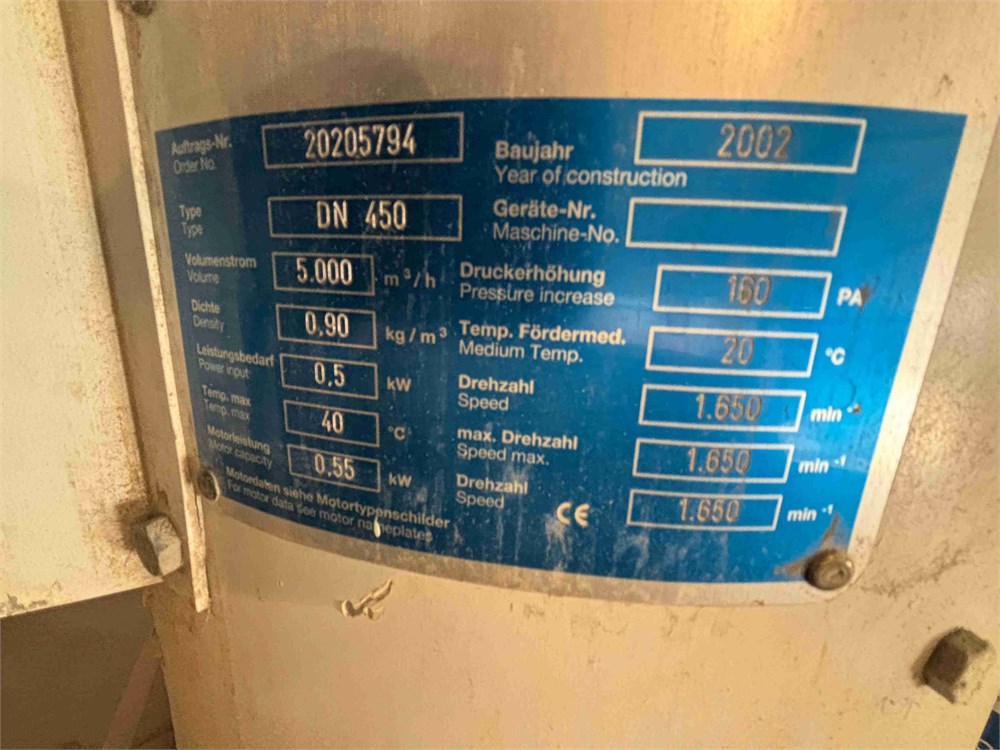 Auftrags-Nr. 20205794
Order No.
Baujahr 2002
Year of construction
Type DN 450
Type
Geräte-Nr.
Maschine-No.
Volumenstrom 5.000 m³/h
Volume
Druckerhöhung 160 PA
Pressure increase
Dichte 0,90 kg/m³
Density
Temp. Fördermed. 20 °C
Medium Temp.
Leistungsbedarf 0,5 kW
Power input
Drehzahl 1.650 min⁻¹
Speed
Temp. max 40 °C
Temp. max
max. Drehzahl 1.650 min⁻¹
Speed max.
Motorleistung 0,55 kW
Motor capacity
Drehzahl 1.650 min⁻¹
Speed
Motordaten siehe Motortypenschilder
For motor data see motor nameplates
CE